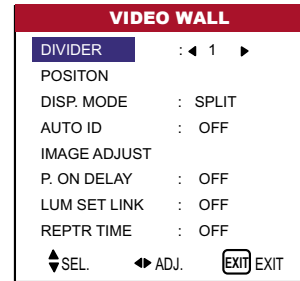 VIDEO WALL
DIVIDER : 1
POSITON
DISP. MODE : SPLIT
AUTO ID : OFF
IMAGE ADJUST
P. ON DELAY : OFF
LUM SET LINK : OFF
REPTR TIME : OFF
SEL. ADJ. EXIT EXIT